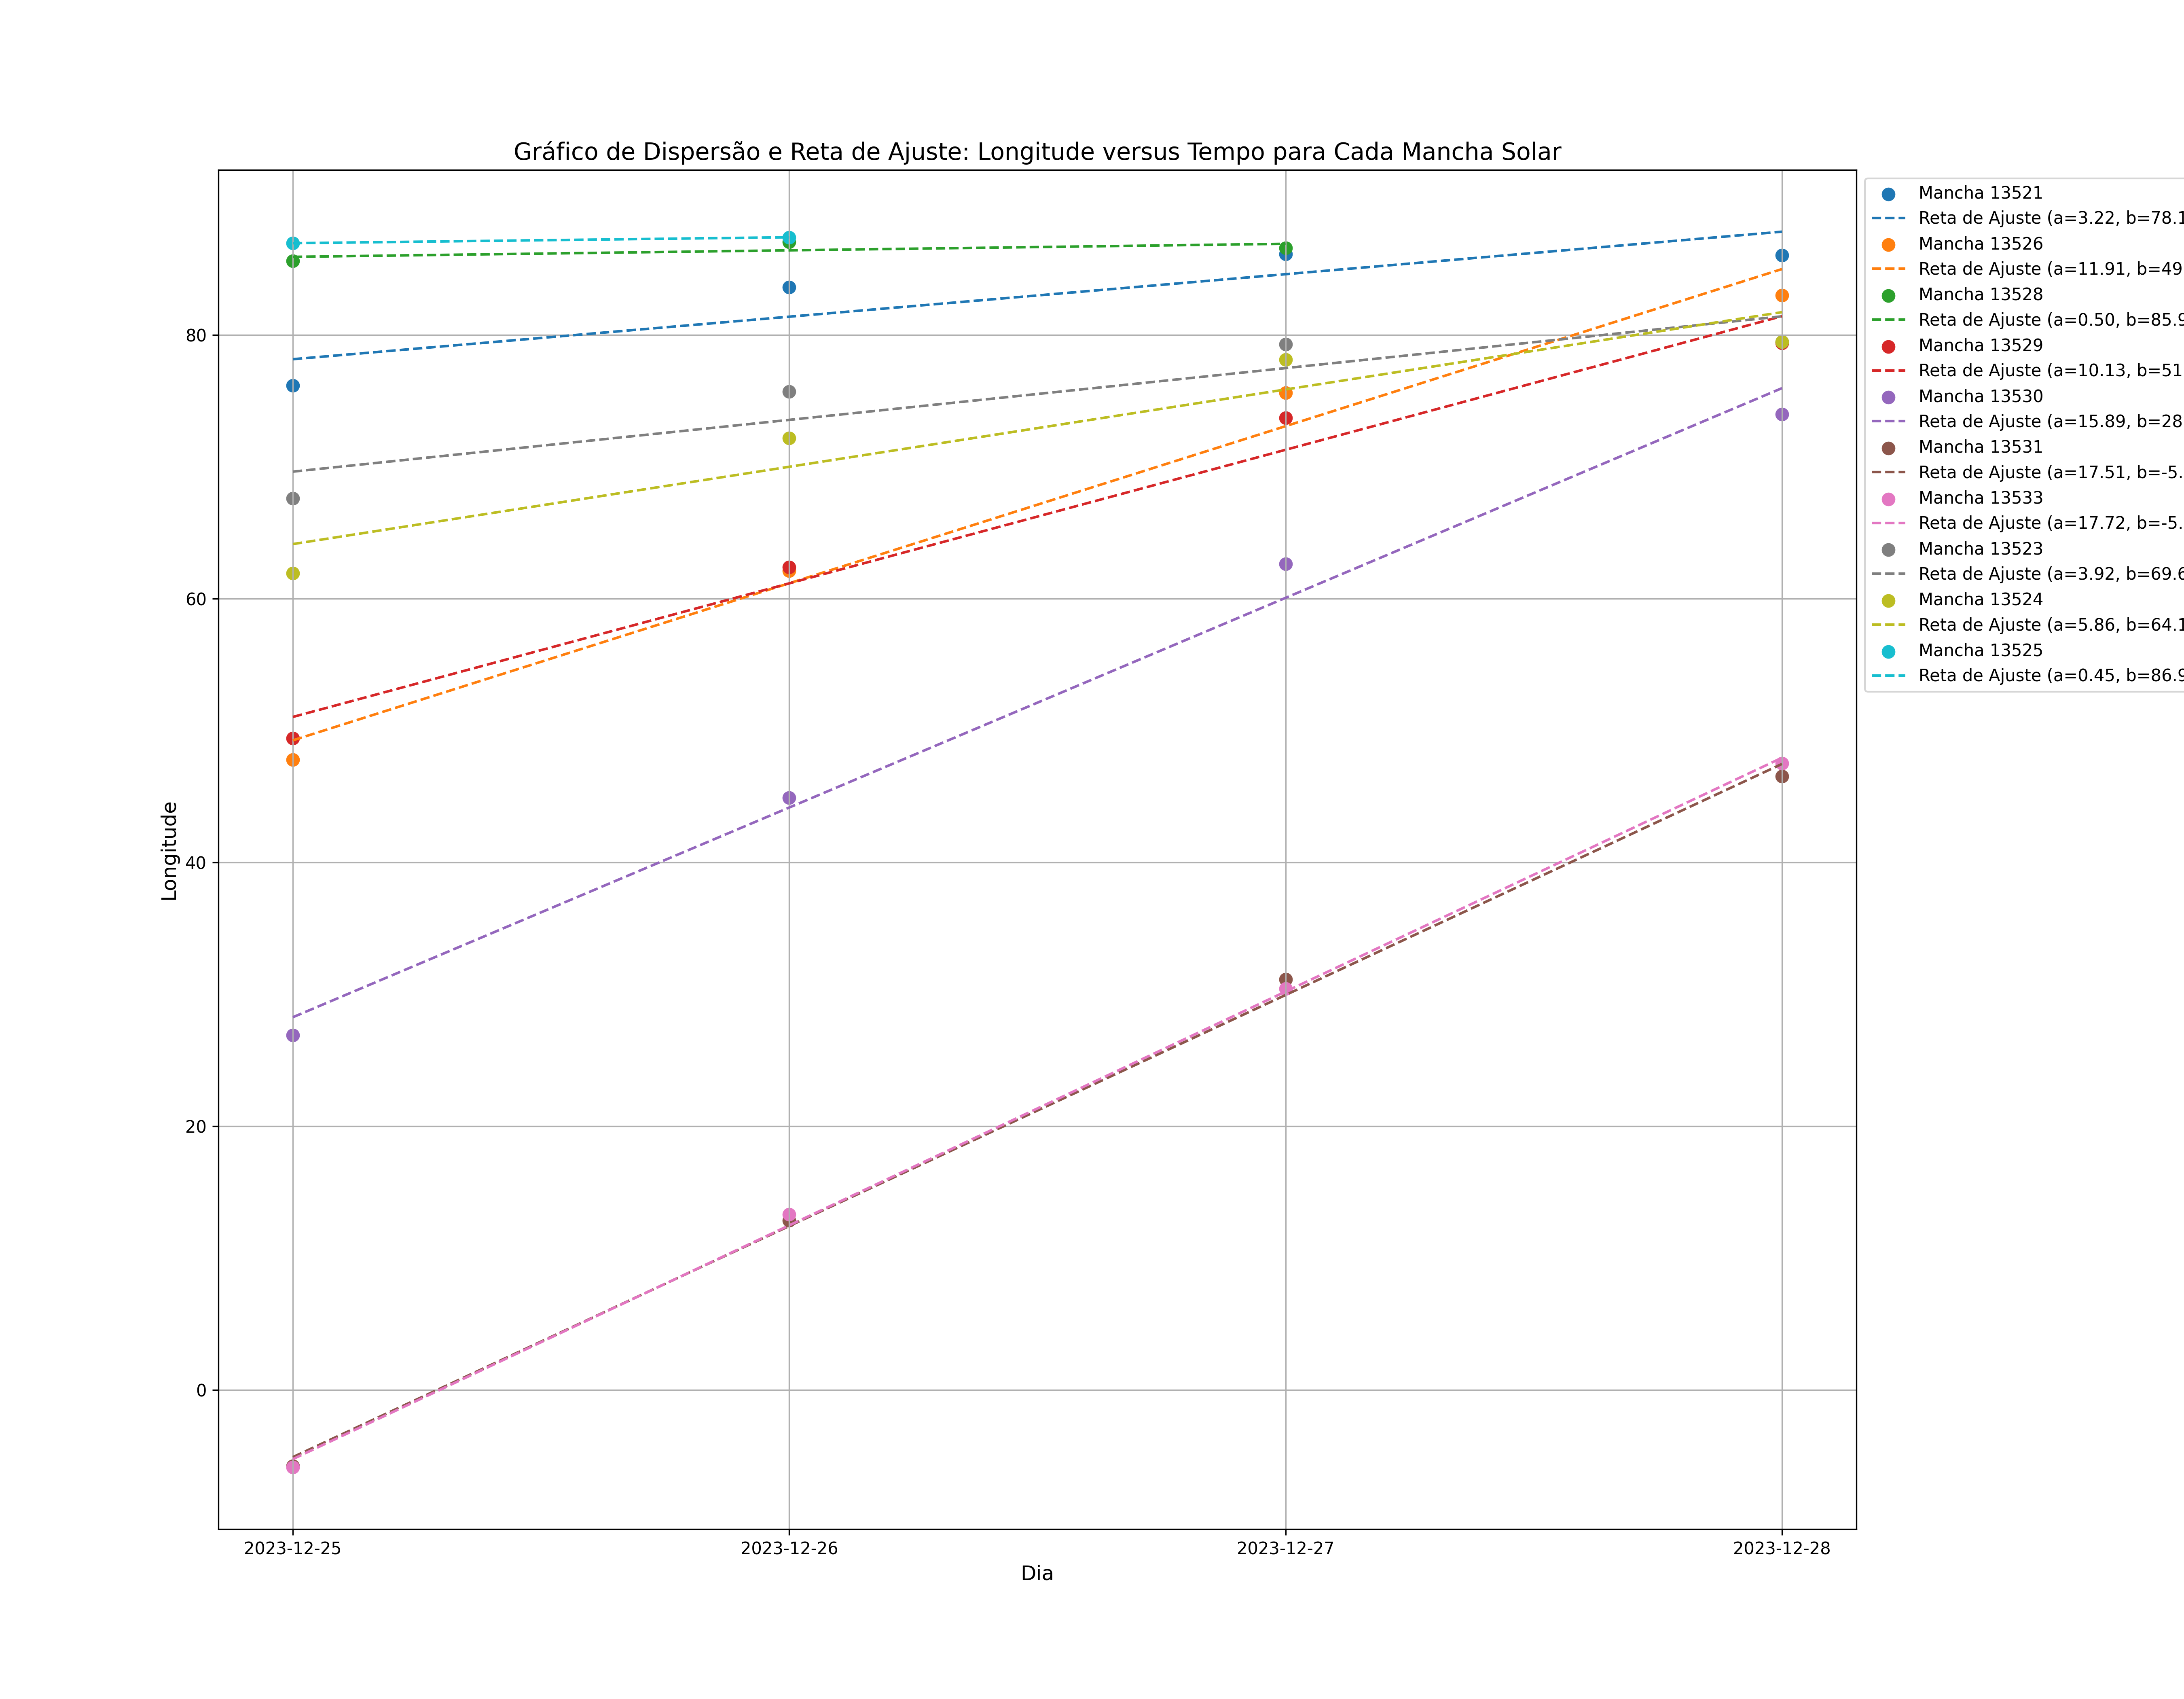 Gráfico de Dispersão e Reta de Ajuste: Longitude versus Tempo para Cada Mancha Solar
Longitude
80
60
40
20
0
2023-12-25 2023-12-26 2023-12-27 2023-12-28
Dia
Mancha 13521
Reta de Ajuste (a=3.22, b=78.1
Mancha 13526
Reta de Ajuste (a=11.91, b=49
Mancha 13528
Reta de Ajuste (a=0.50, b=85.9
Mancha 13529
Reta de Ajuste (a=10.13, b=51
Mancha 13530
Reta de Ajuste (a=15.89, b=28
Mancha 13531
Reta de Ajuste (a=17.51, b=-5.
Mancha 13533
Reta de Ajuste (a=17.72, b=-5.
Mancha 13523
Reta de Ajuste (a=3.92, b=69.6
Mancha 13524
Reta de Ajuste (a=5.86, b=64.1
Mancha 13525
Reta de Ajuste (a=0.45, b=86.9